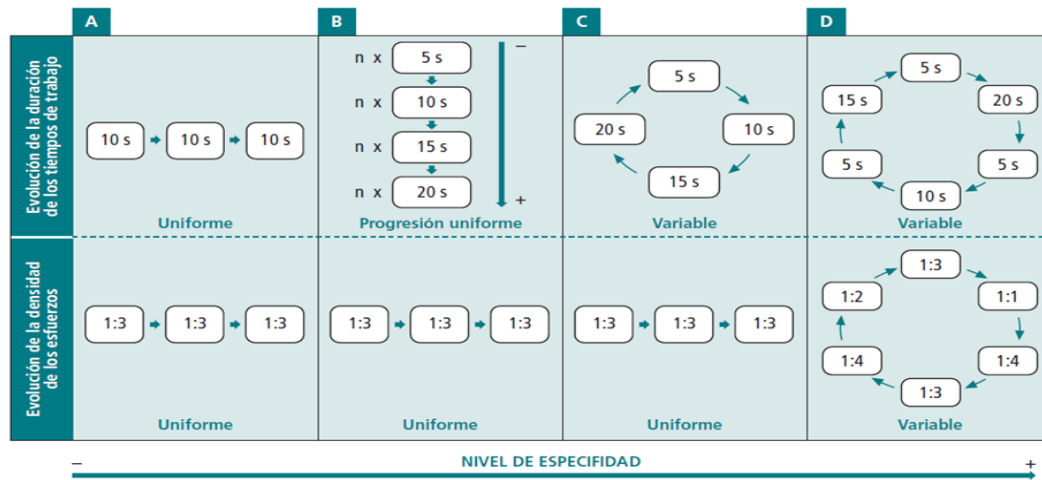 A
B
C
D
Evolución de la duración
de los tiempos de trabajo
10 s
10 s
10 s
Uniforme
n x
5 s
n x
10 s
n x
15 s
n x
20 s
−
+
Progresión uniforme
5 s
10 s
15 s
20 s
Variable
5 s
20 s
5 s
10 s
5 s
15 s
Variable
Evolución de la densidad
de los esfuerzos
1:3
1:3
1:3
Uniforme
1:3
1:3
1:3
Uniforme
1:3
1:3
1:3
Uniforme
1:3
1:1
1:4
1:3
1:4
1:2
Variable
−
NIVEL DE ESPECIFIDAD
+